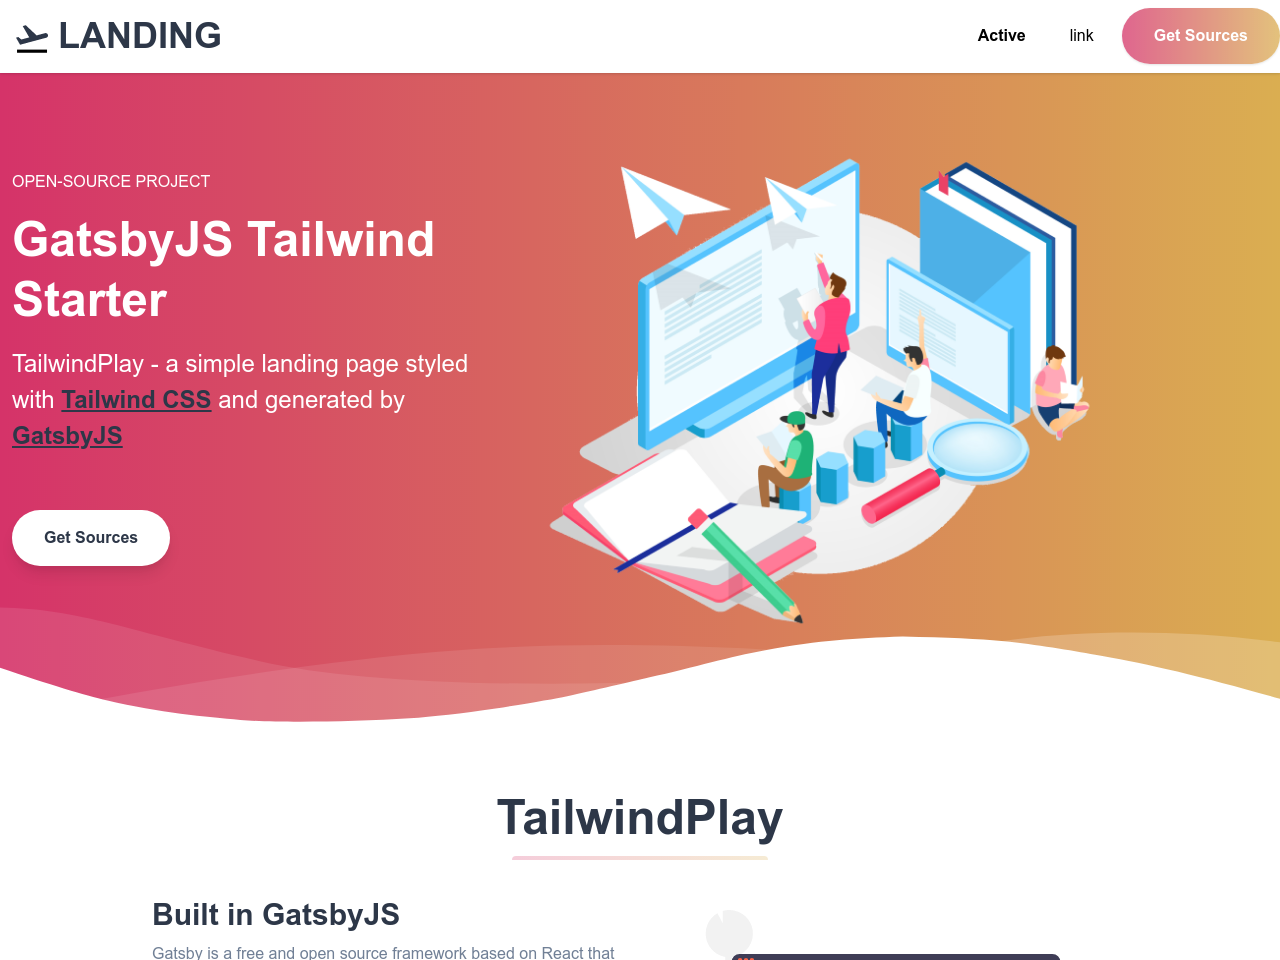 LANDING
Active
link
Get Sources
OPEN-SOURCE PROJECT
GatsbyJS Tailwind
Starter
TailwindPlay - a simple landing page styled
with Tailwind CSS and generated by
GatsbyJS
Get Sources
TailwindPlay
Built in GatsbyJS
Gatsby is a free and open source framework based on React that